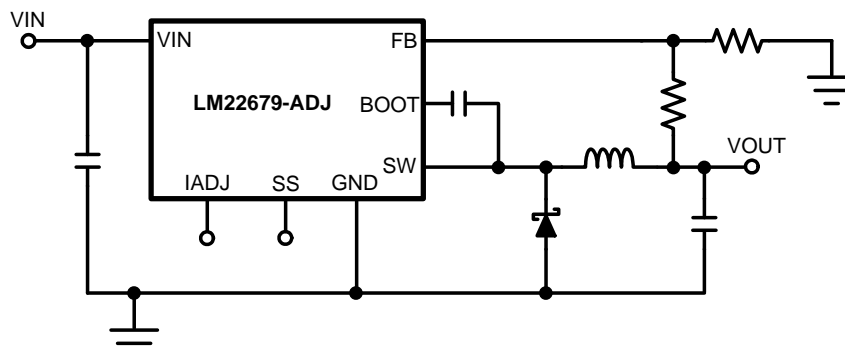 VIN
VIN
FB
LM22679-ADJ
BOOT
VOUT
SW
IADJ
SS
GND